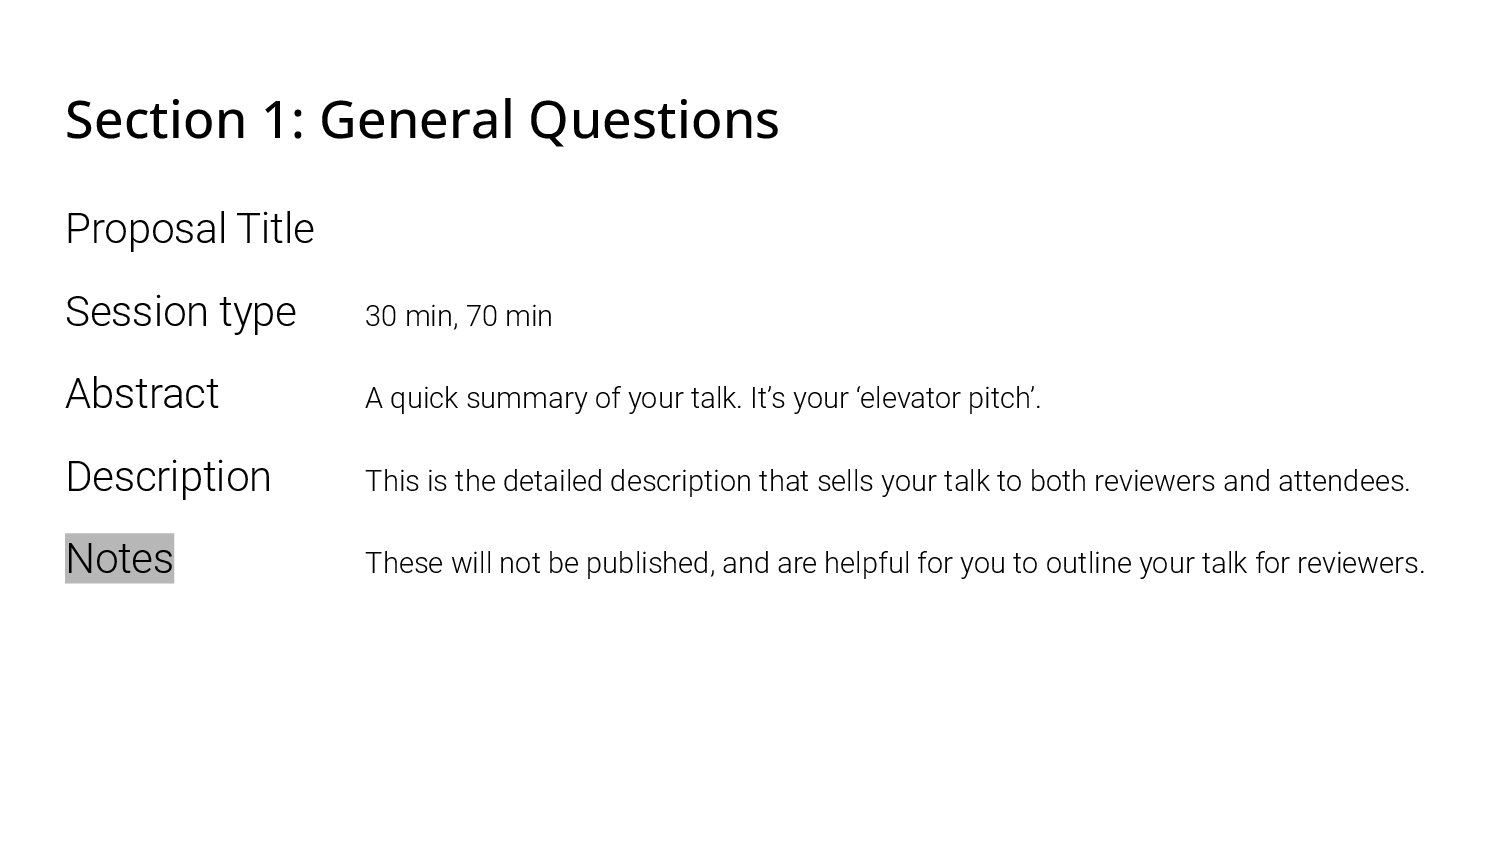 Section 1: General Questions
Proposal Title
Session type 30 min, 70 min
Abstract A quick summary of your talk. It’s your ‘elevator pitch’.
Description This is the detailed description that sells your talk to both reviewers and attendees.
Notes These will not be published, and are helpful for you to outline your talk for reviewers.